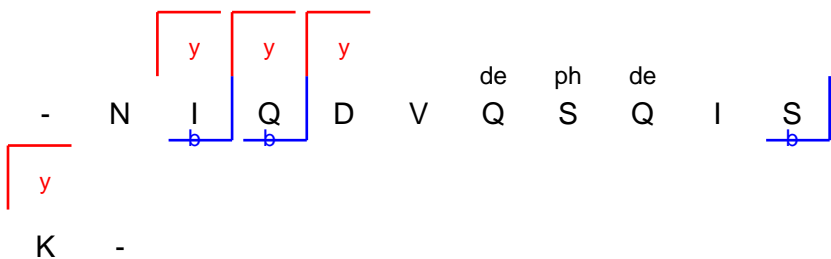 y y y
de ph de
- N I Q D V Q S Q I S
b b b
y
K -